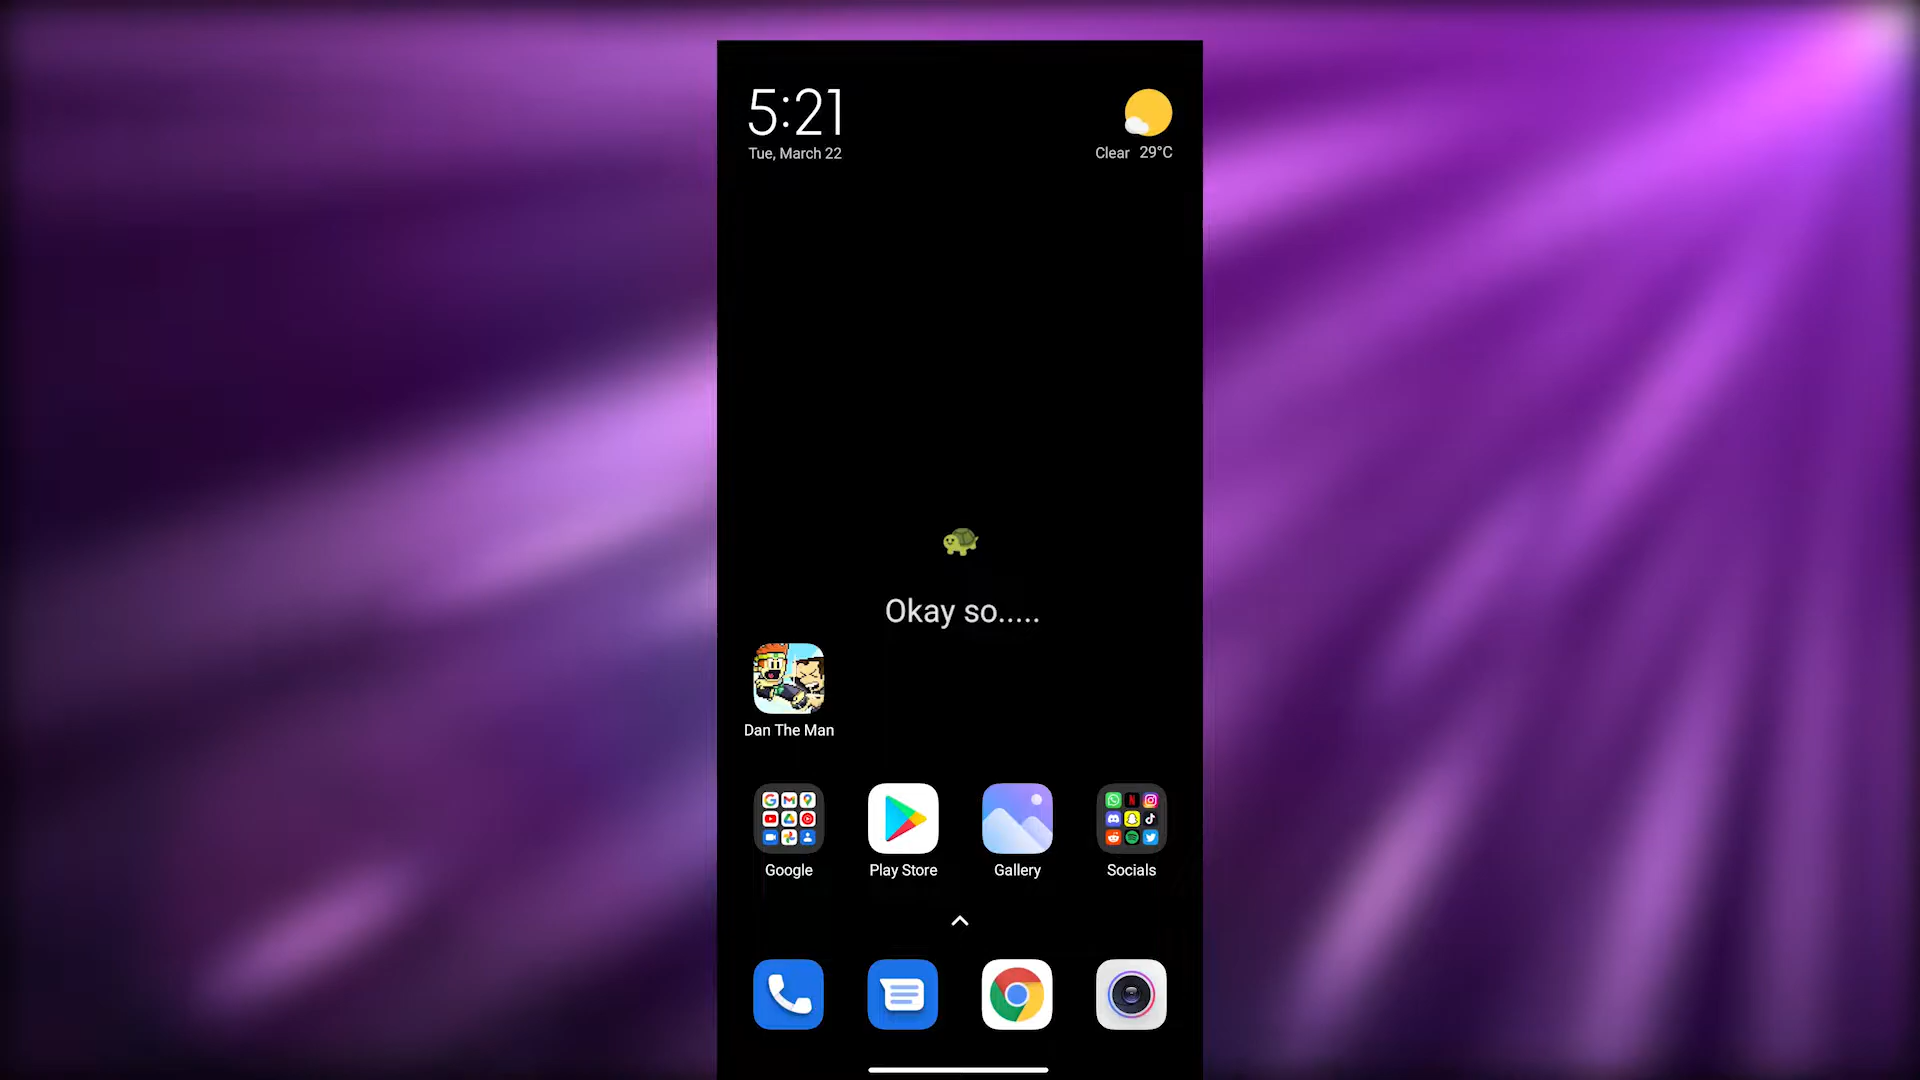 5:21
Tue, March 22
Clear 29°C
Okay so.....
Dan The Man
Google
Play Store
Gallery
Socials